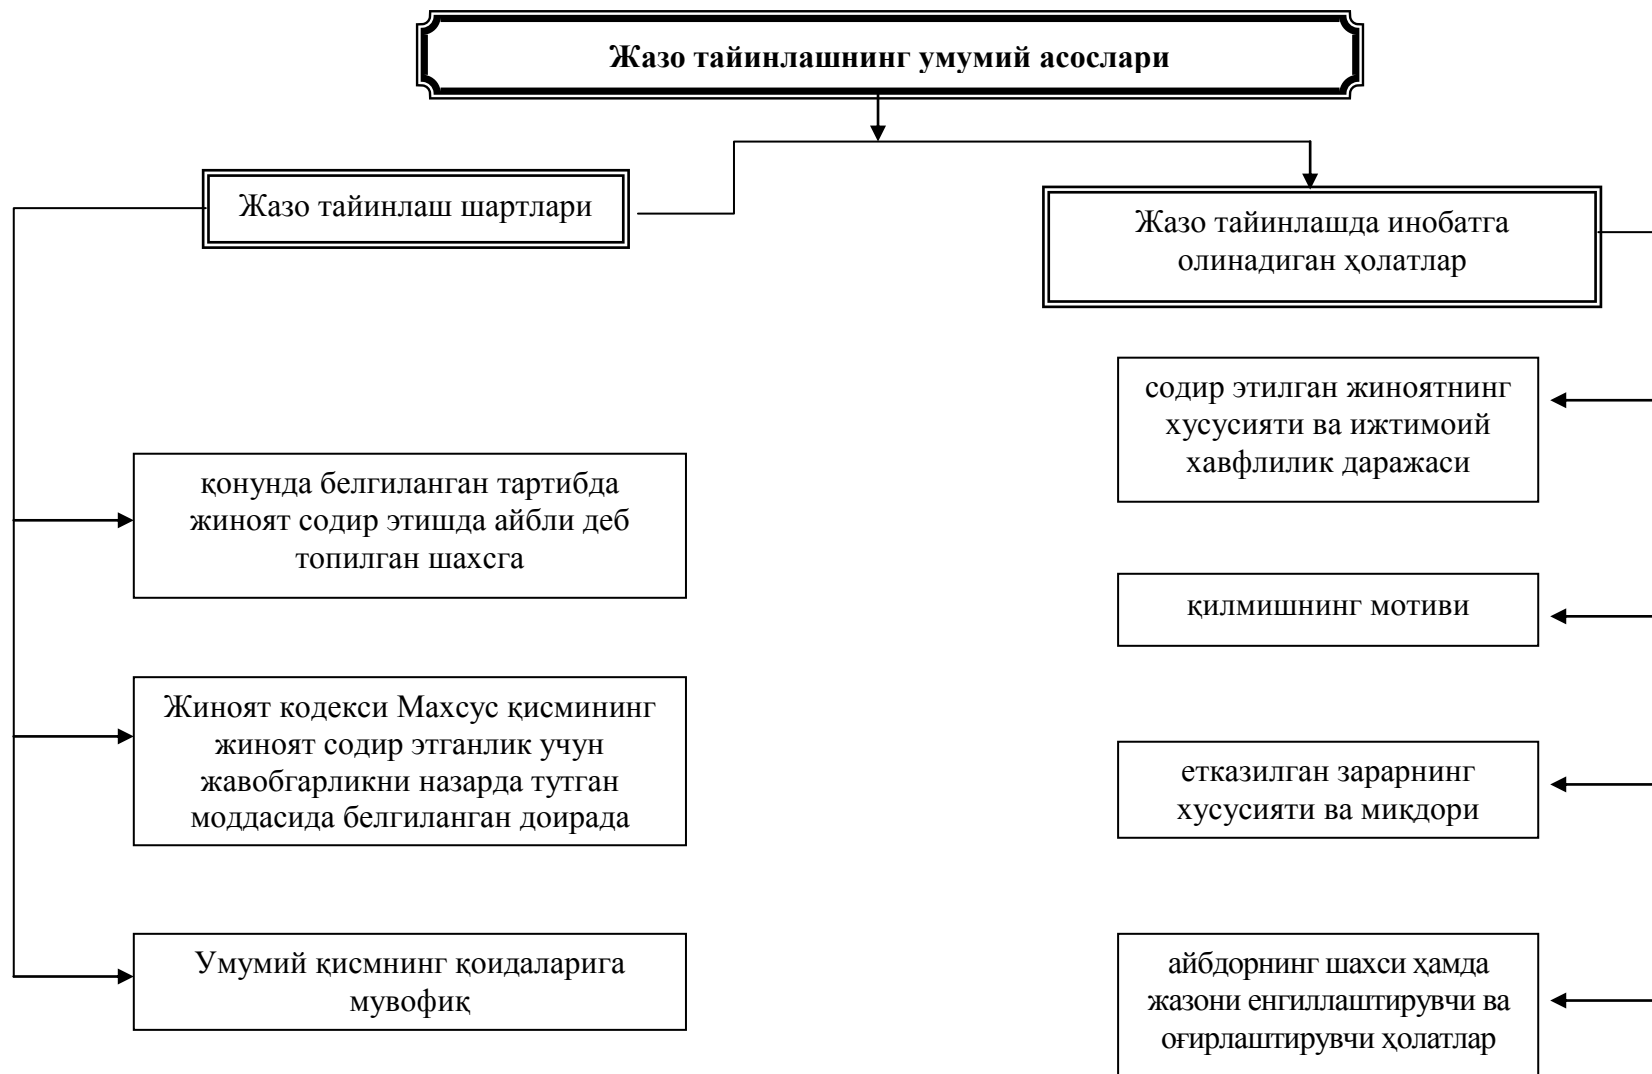 Жазо тайинлашнинг умумий асослари
Жазо тайинлаш шартлари
қонунда белгиланган тартибда
жиноят содир этишда айбли деб
топилган шахсга
Жиноят кодекси Махсус қисмининг
жиноят содир этганлик учун
жавобгарликни назарда тутган
моддасида белгиланган доирада
Умумий қисмнинг қоидаларига
мувофиқ
Жазо тайинлашда инобатга
олинадиган ҳолатлар
содир этилган жиноятнинг
хусусияти ва ижтимоий
хавфлилик даражаси
қилмишнинг мотиви
етказилган зарарнинг
хусусияти ва миқдори
айбдорнинг шахси ҳамда
жазони енгиллаштирувчи ва
оғирлаштирувчи ҳолатлар